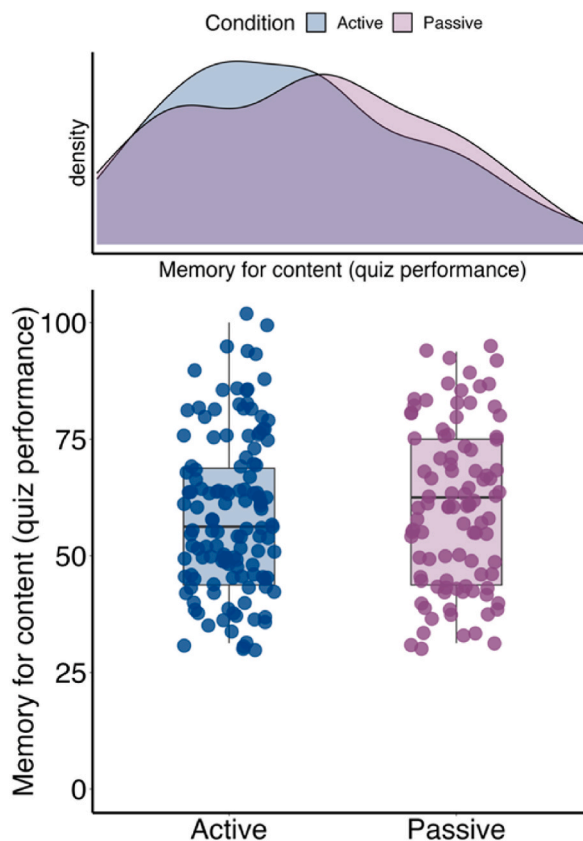 Condition Active Passive
density
Memory for content (quiz performance)
Memory for content (quiz performance)
100
75
50
25
0
Active Passive